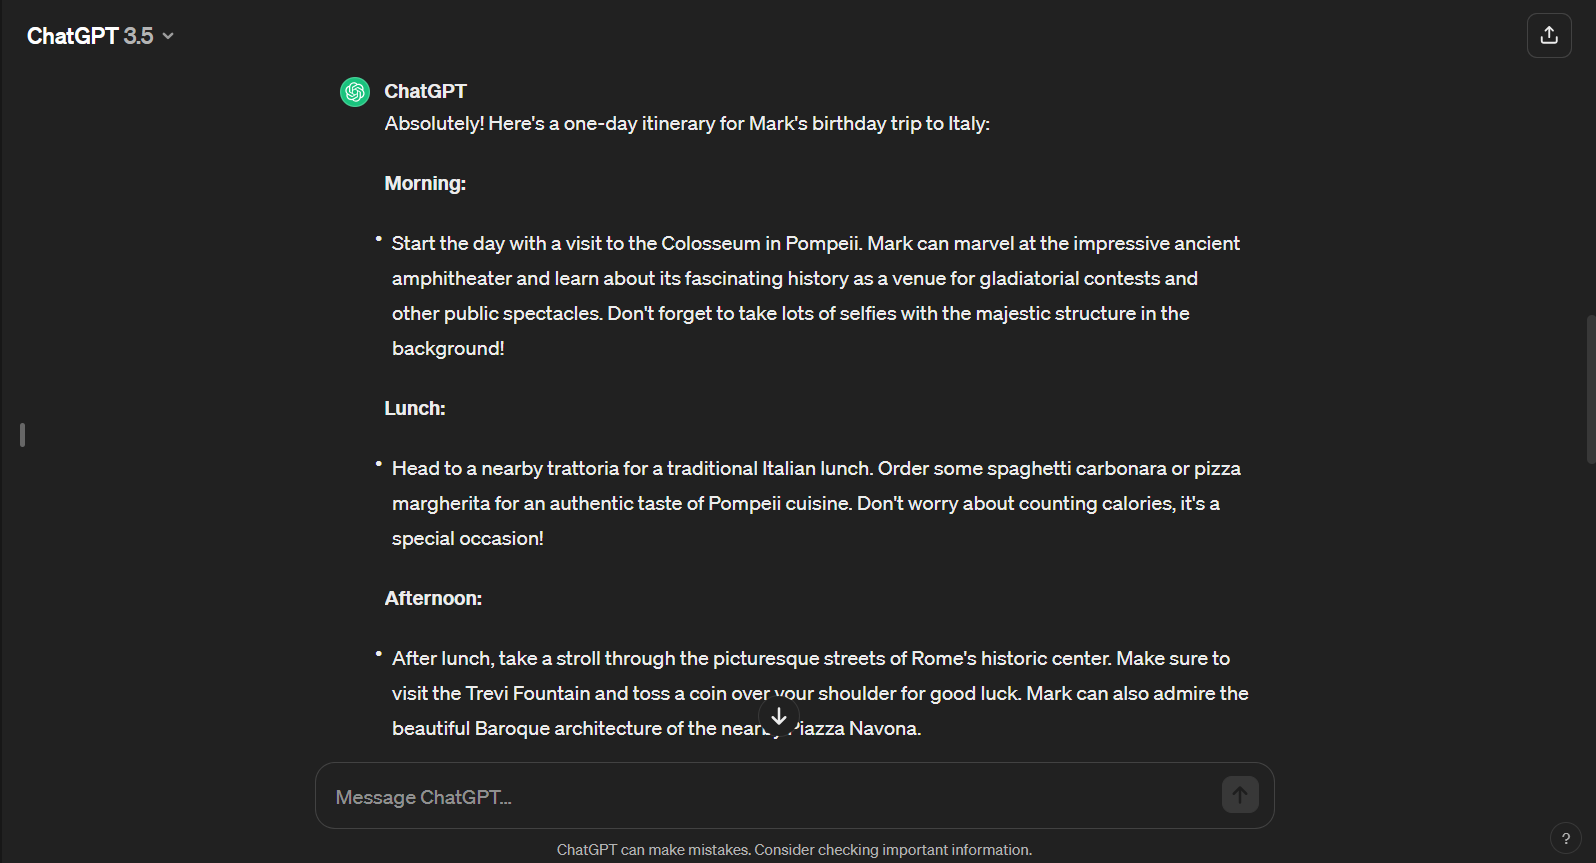 ChatGPT 3.5
ChatGPT
Absolutely! Here's a one-day itinerary for Mark's birthday trip to Italy:
Morning:
• Start the day with a visit to the Colosseum in Pompeii. Mark can marvel at the impressive ancient
amphitheater and learn about its fascinating history as a venue for gladiatorial contests and
other public spectacles. Don't forget to take lots of selfies with the majestic structure in the
background!
Lunch:
• Head to a nearby trattoria for a traditional Italian lunch. Order some spaghetti carbonara or pizza
margherita for an authentic taste of Pompeii cuisine. Don't worry about counting calories, it's a
special occasion!
Afternoon:
• After lunch, take a stroll through the picturesque streets of Rome's historic center. Make sure to
visit the Trevi Fountain and toss a coin over your shoulder for good luck. Mark can also admire the
beautiful Baroque architecture of the nearby Piazza Navona.
Message ChatGPT...
ChatGPT can make mistakes. Consider checking important information.
?